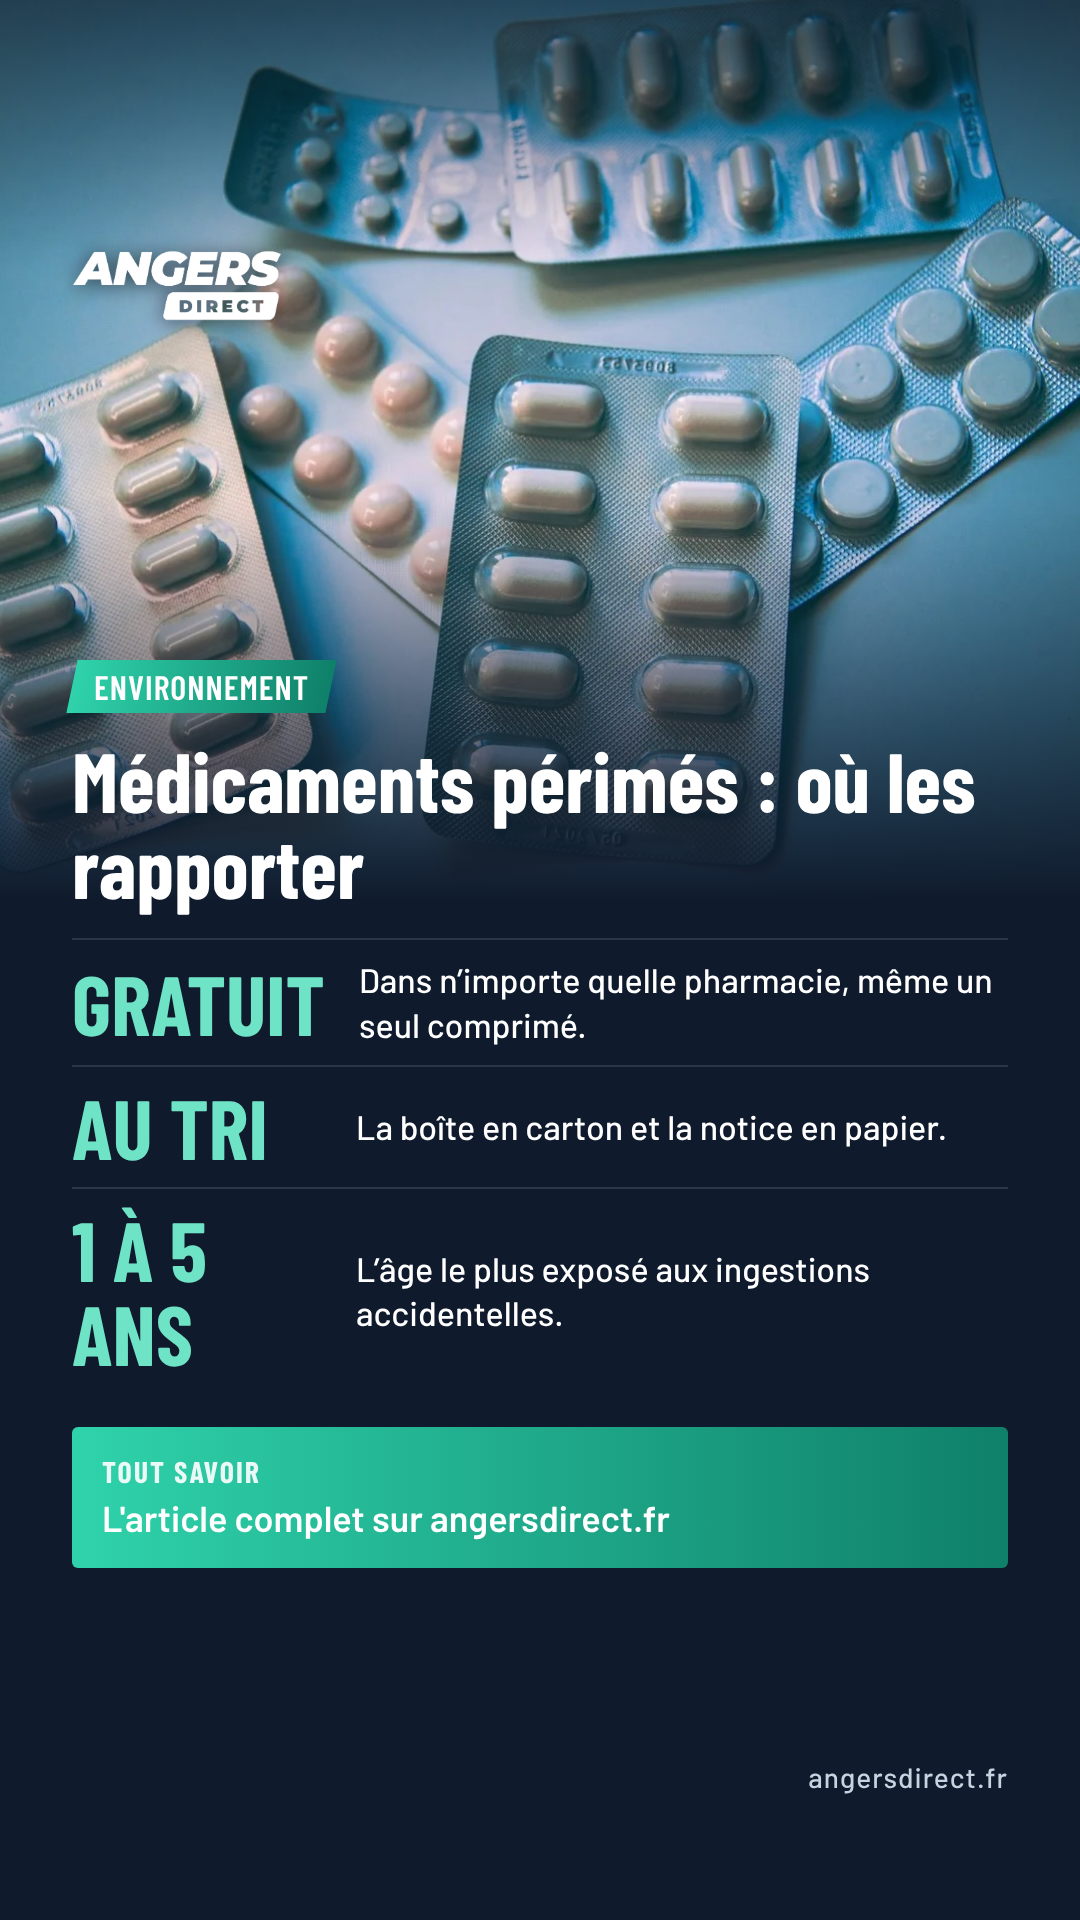 ANGERS
DIRECT
ENVIRONNEMENT
Médicaments périmés : où les
rapporter
GRATUIT
Dans n’importe quelle pharmacie, même un
seul comprimé.
AU TRI
La boîte en carton et la notice en papier.
1 À 5
ANS
L’âge le plus exposé aux ingestions
accidentelles.
TOUT SAVOIR
L'article complet sur angersdirect.fr
angersdirect.fr